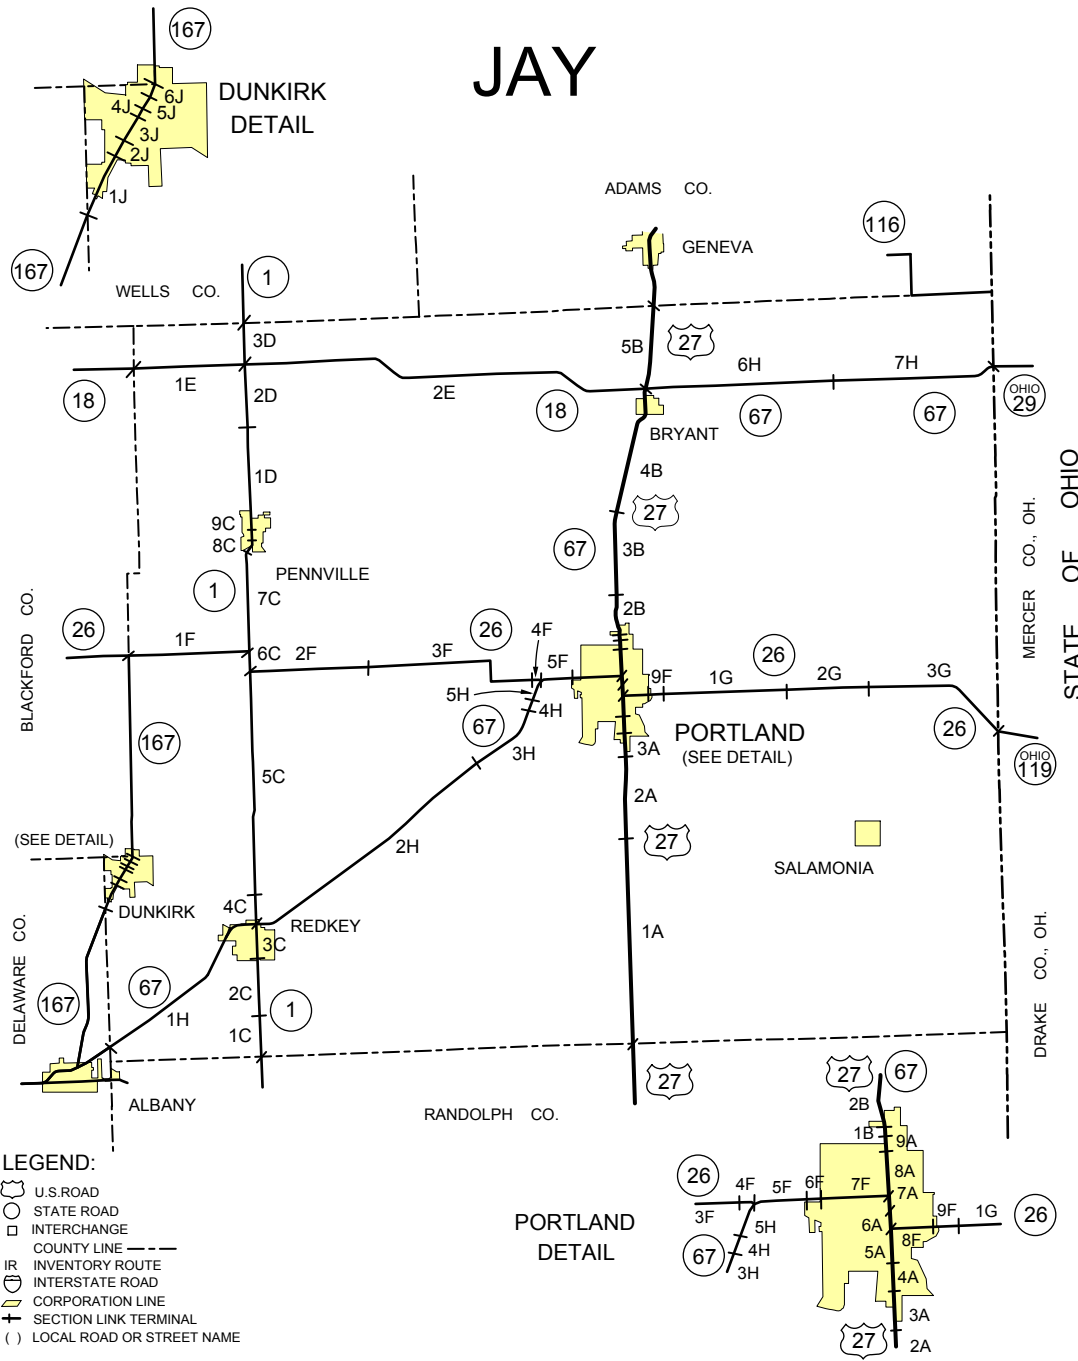 JAY
167
DUNKIRK
DETAIL
6J
4J
5J
3J
2J
1J
167
ADAMS CO.
GENEVA
116
WELLS CO.
1
3D
27
5B
6H
7H
1E
2D
2E
18
18
67
67
OHIO
29
BRYANT
4B
1D
27
9C
8C
67
3B
PENNVILLE
7C
1
2B
MERCER CO., OH.
STATE OF OHIO
BLACKFORD CO.
26
1F
6C
2F
3F
26
4F
5F
9F
1G
26
2G
3G
5H
4H
67
3H
167
PORTLAND
(SEE DETAIL)
3A
26
OHIO
119
5C
2A
27
(SEE DETAIL)
2H
SALAMONIA
DUNKIRK
4C
REDKEY
3C
1A
DELAWARE CO.
DRAKE CO., OH.
167
67
1H
2C
1
1C
27
ALBANY
RANDOLPH CO.
27
67
2B
1B
9A
8A
26
4F
5F
6F
7F
7A
3F
6A
9F
1G
26
5H
8F
PORTLAND
DETAIL
67
4H
5A
3H
4A
3A
27
2A
LEGEND:
U.S.ROAD
STATE ROAD
INTERCHANGE
COUNTY LINE
IR INVENTORY ROUTE
INTERSTATE ROAD
CORPORATION LINE
SECTION LINK TERMINAL
( ) LOCAL ROAD OR STREET NAME